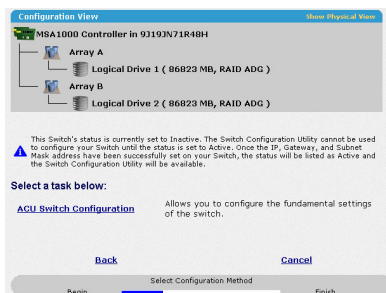 Configuration View
Show Physical View
MSA1000 Controller in 9J19JN71R48H
Array A
Logical Drive 1 ( 86823 MB, RAID ADG )
Array B
Logical Drive 2 ( 86823 MB, RAID ADG )
This Switch's status is currently set to Inactive. The Switch Configuration Utility cannot be used
to configure your Switch until the status is set to Active. Once the IP, Gateway, and Subnet
Mask address have been successfully set on your Switch, the status will be listed as Active and
the Switch Configuration Utility will be available.
Select a task below:
ACU Switch Configuration
Allows you to configure the fundamental settings
of the switch.
Back
Cancel
Select Configuration Method
Begin
Finish